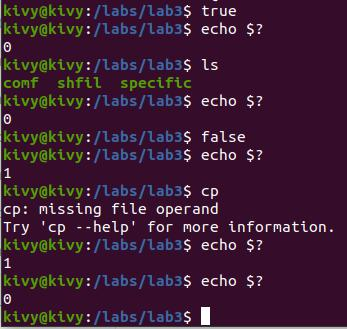 kivy@kivy:/labs/lab3$ true
kivy@kivy:/labs/lab3$ echo $?
0
kivy@kivy:/labs/lab3$ ls
comf shfil specific
kivy@kivy:/labs/lab3$ echo $?
0
kivy@kivy:/labs/lab3$ false
kivy@kivy:/labs/lab3$ echo $?
1
kivy@kivy:/labs/lab3$ cp
cp: missing file operand
Try 'cp --help' for more information.
kivy@kivy:/labs/lab3$ echo $?
1
kivy@kivy:/labs/lab3$ echo $?
0
kivy@kivy:/labs/lab3$